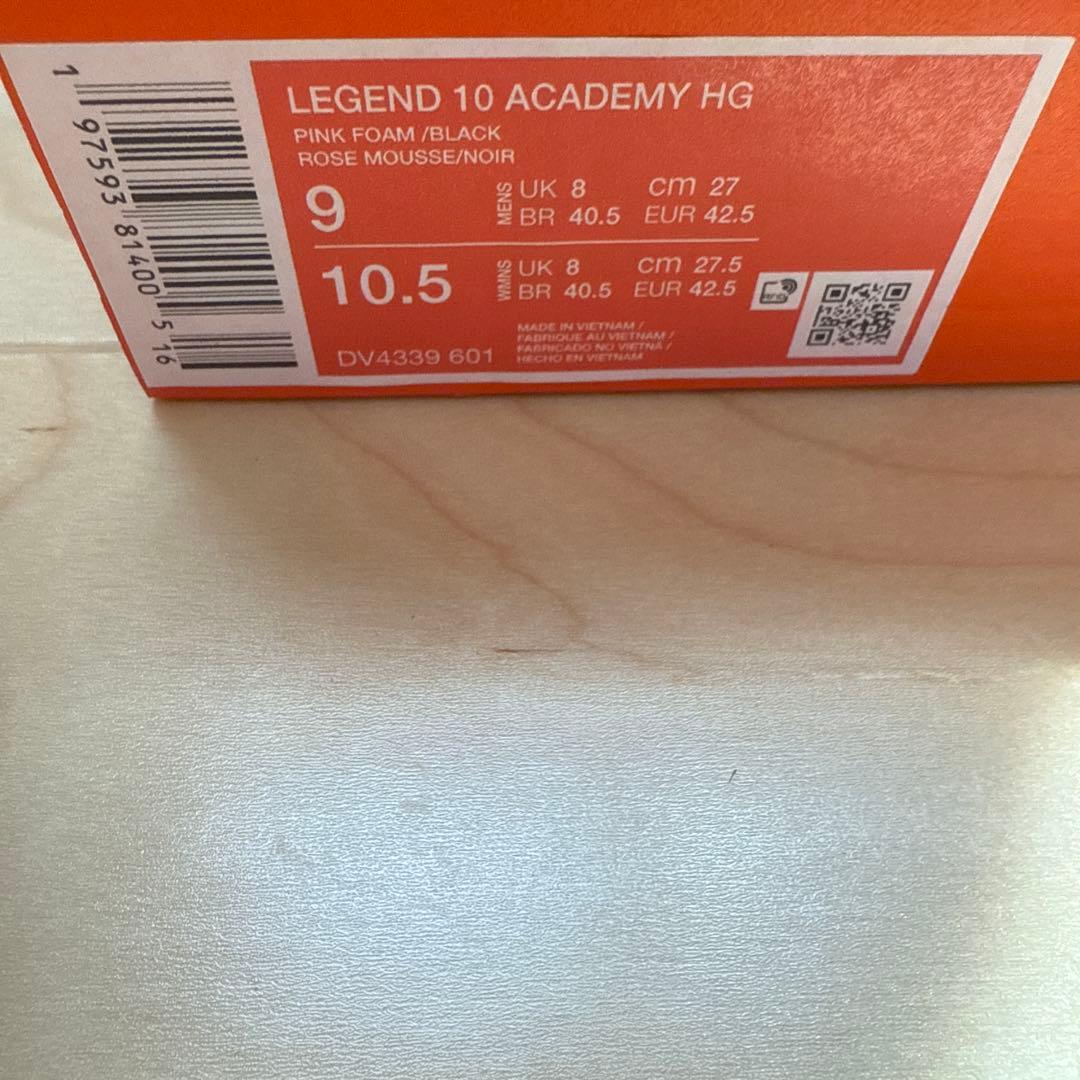 LEGEND 10 ACADEMY HG
PINK FOAM /BLACK
ROSE MOUSSE/NOIR
9
MENS
UK 8 cm 27
BR 40.5 EUR 42.5
10.5
WMNS
UK 8 cm 27.5
BR 40.5 EUR 42.5
DV4339 601
MADE IN VIETNAM /
FABRIQUE AU VIETNAM /
FABRICADO NO VIETNÃ /
HECHO EN VIETNAM
1 97593 81400 5 16